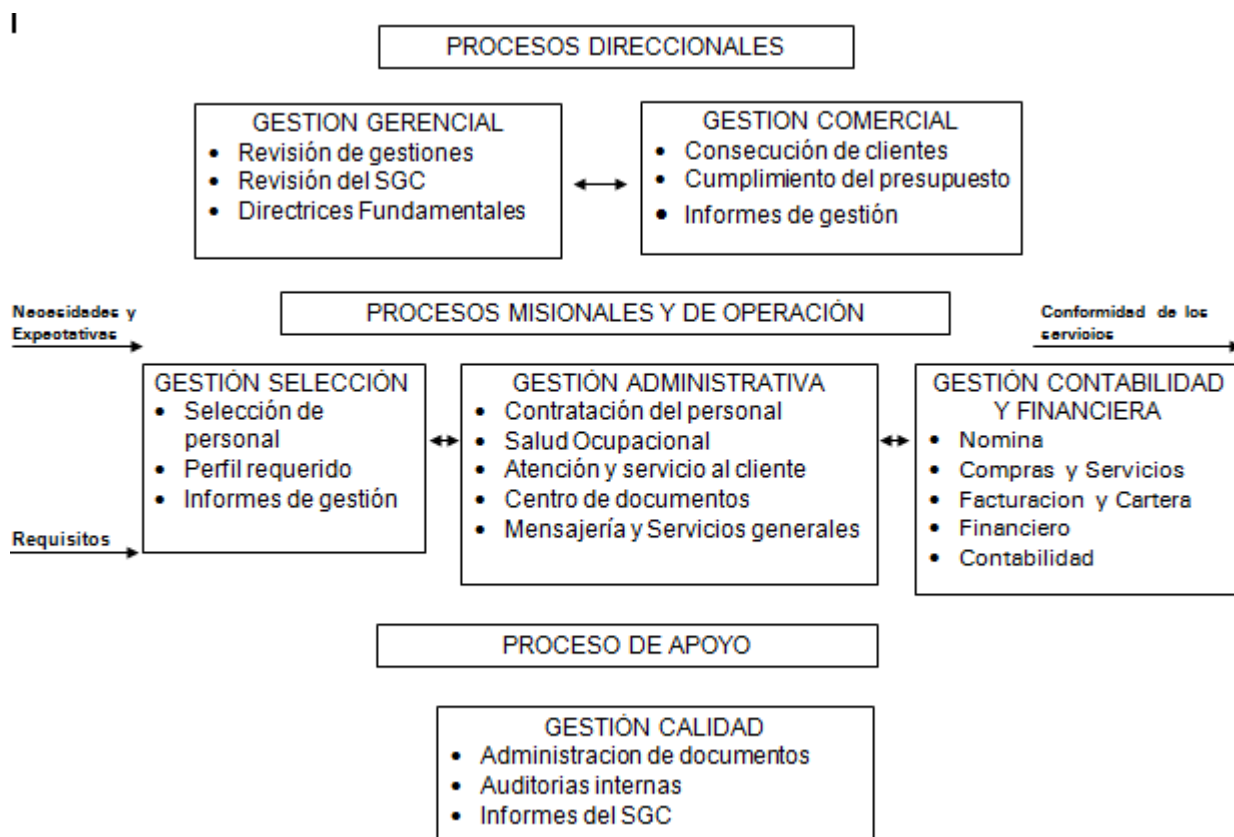 I
PROCESOS DIRECCIONALES
GESTION GERENCIAL
• Revisión de gestiones
• Revisión del SGC
• Directrices Fundamentales
GESTION COMERCIAL
• Consecución de clientes
• Cumplimiento del presupuesto
• Informes de gestión
PROCESOS MISIONALES Y DE OPERACIÓN
Necesidades y
Expectativas
Conformidad de los
servicios
GESTIÓN SELECCIÓN
• Selección de
personal
• Perfil requerido
• Informes de gestión
Requisitos
GESTIÓN ADMINISTRATIVA
• Contratación del personal
• Salud Ocupacional
• Atención y servicio al cliente
• Centro de documentos
• Mensajería y Servicios generales
GESTIÓN CONTABILIDAD
Y FINANCIERA
• Nomina
• Compras y Servicios
• Facturacion y Cartera
• Financiero
• Contabilidad
PROCESO DE APOYO
GESTIÓN CALIDAD
• Administracion de documentos
• Auditorias internas
• Informes del SGC